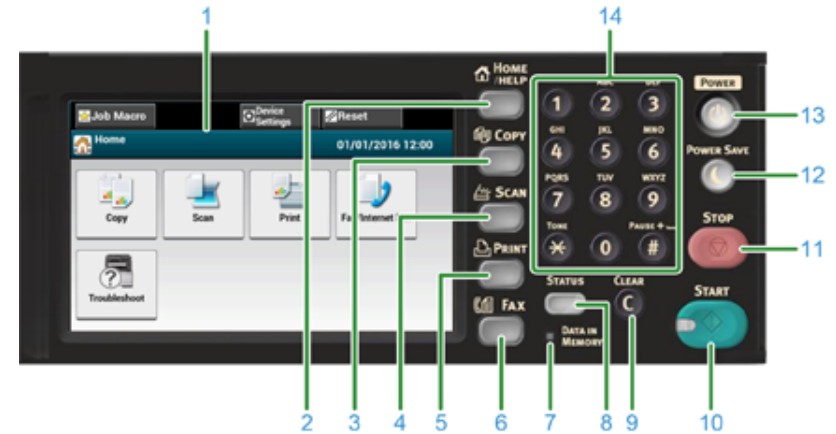 1
14
HOME
/HELP
POWER
Job Macro
Device
Settings
Reset
1
2
3
13
Home
01/01/2016 12:00
COPY
GHI
JKL
MNO
POWER SAVE
4
5
6
12
SCAN
PQRS
TUV
WXYZ
Copy
Scan
Print
7
8
9
STOP
11
PRINT
TONE
PAUSE +
0
#
STATUS
CLEAR
START
Troubleshoot
FAX
C
DATA IN
MEMORY
2
3
4
5
6
7
8
9
10